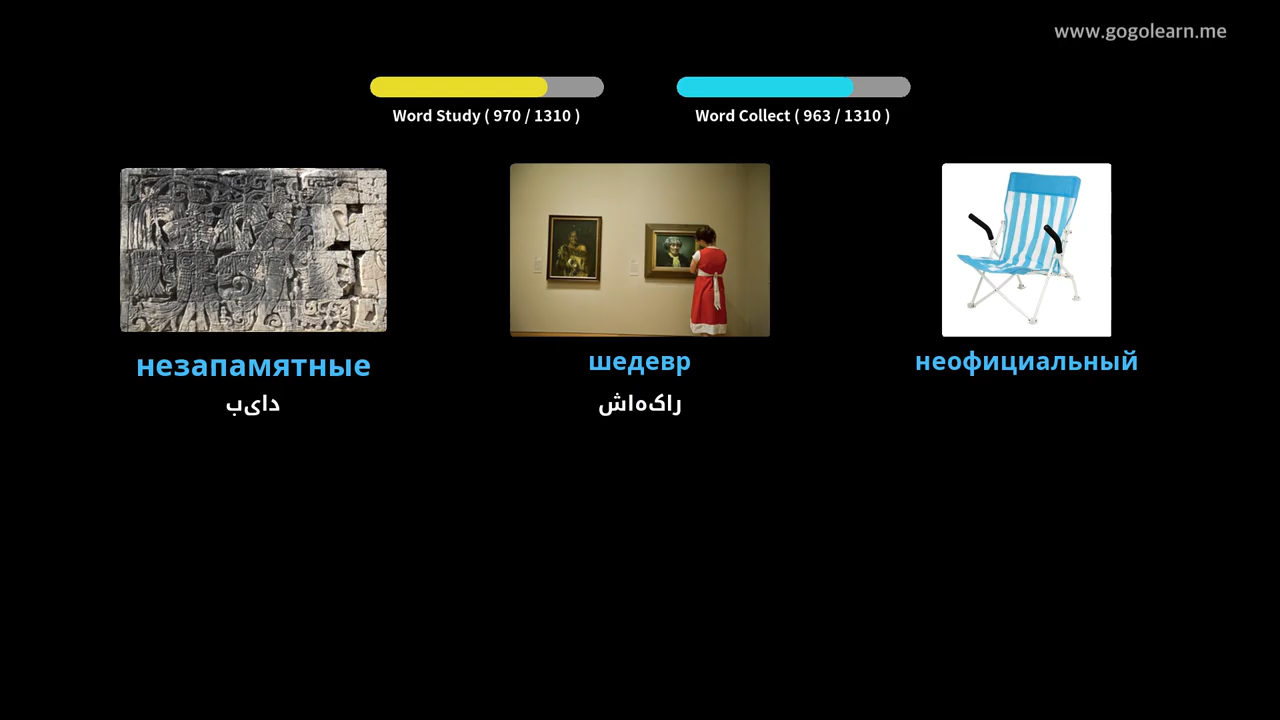 www.gogolearn.me
Word Study ( 970 / 1310 )
Word Collect ( 963 / 1310 )
незапамятные
دایب
шедевр
راکهاش
неофициальный